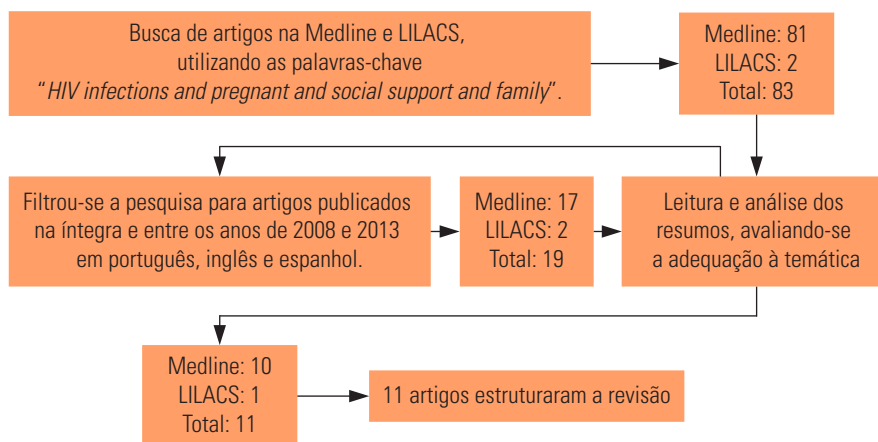 Busca de artigos na Medline e LILACS,
utilizando as palavras-chave
“HIV infections and pregnant and social support and family”.
Medline: 81
LILACS: 2
Total: 83
Filtrou-se a pesquisa para artigos publicados
na íntegra e entre os anos de 2008 e 2013
em português, inglês e espanhol.
Medline: 17
LILACS: 2
Total: 19
Leitura e análise dos
resumos, avaliando-se
a adequação à temática
Medline: 10
LILACS: 1
Total: 11
11 artigos estruturaram a revisão